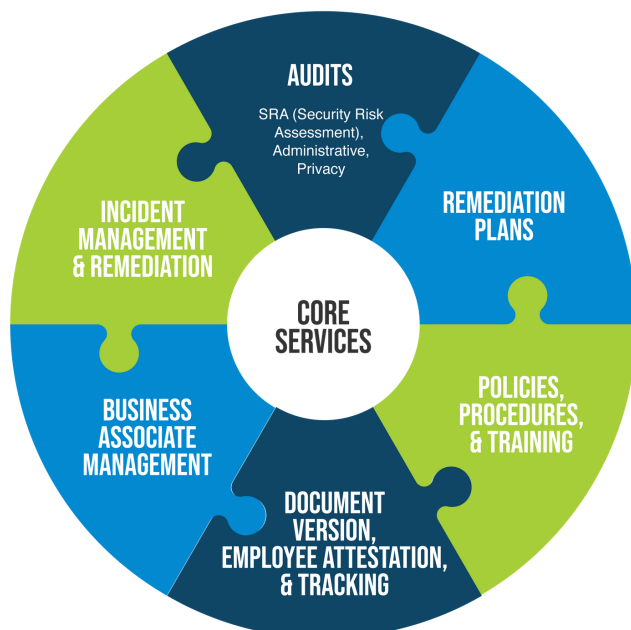 AUDITS
SRA (Security Risk
Assessment),
Administrative,
Privacy
REMEDIATION
PLANS
POLICIES,
PROCEDURES,
& TRAINING
DOCUMENT
VERSION,
EMPLOYEE ATTESTATION,
& TRACKING
BUSINESS
ASSOCIATE
MANAGEMENT
INCIDENT
MANAGEMENT
& REMEDIATION
CORE
SERVICES